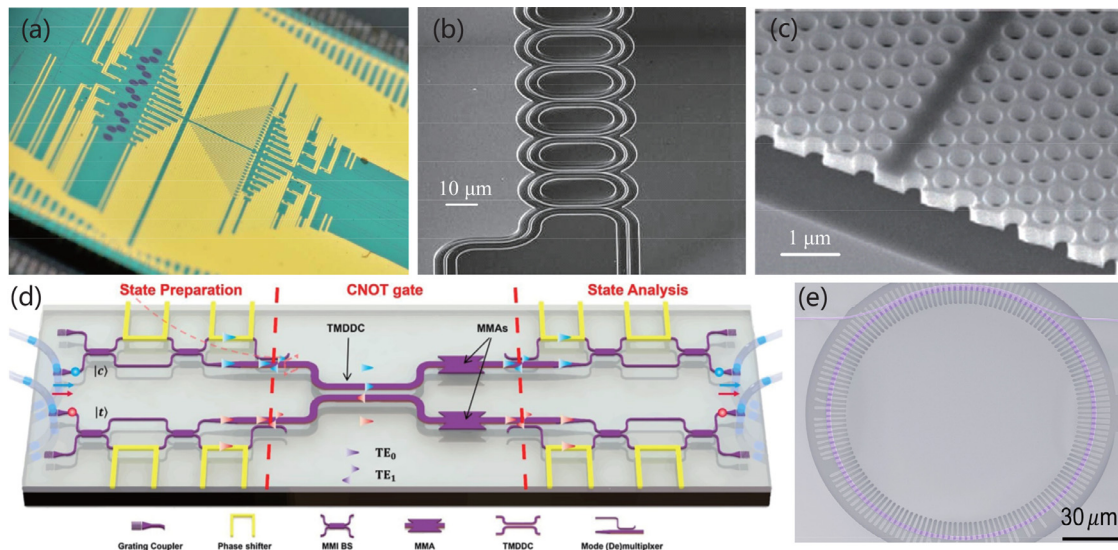 (a)
(b)
10 μm
(c)
1 μm
(d)
State Preparation
CNOT gate
State Analysis
TMDDC
MMAs
|c⟩
|t⟩
TE₀
TE₁
Grating Coupler
Phase shifter
MMI BS
MMA
TMDDC
Mode (De)multiplxer
(e)
30 μm